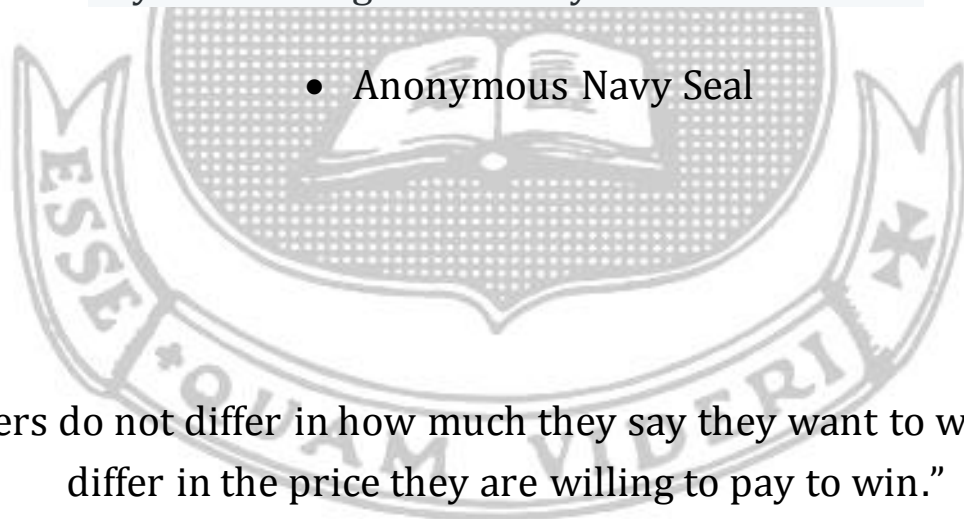 • Anonymous Navy Seal
ESSE QUAM VIDERI
ers do not differ in how much they say they want to w
differ in the price they are willing to pay to win.”